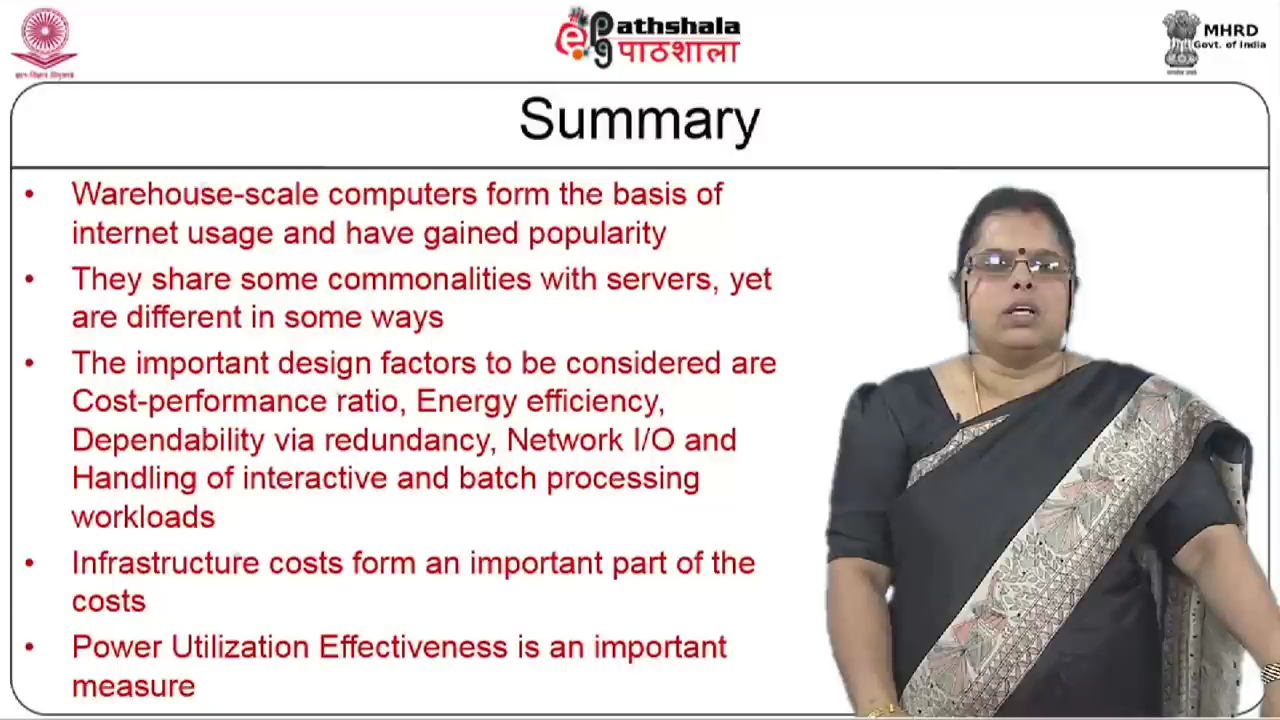 e Pg athshala
पाठशाला
MHRD
Govt. of India
Summary
• Warehouse-scale computers form the basis of
internet usage and have gained popularity
• They share some commonalities with servers, yet
are different in some ways
• The important design factors to be considered are
Cost-performance ratio, Energy efficiency,
Dependability via redundancy, Network I/O and
Handling of interactive and batch processing
workloads
• Infrastructure costs form an important part of the
costs
• Power Utilization Effectiveness is an important
measure